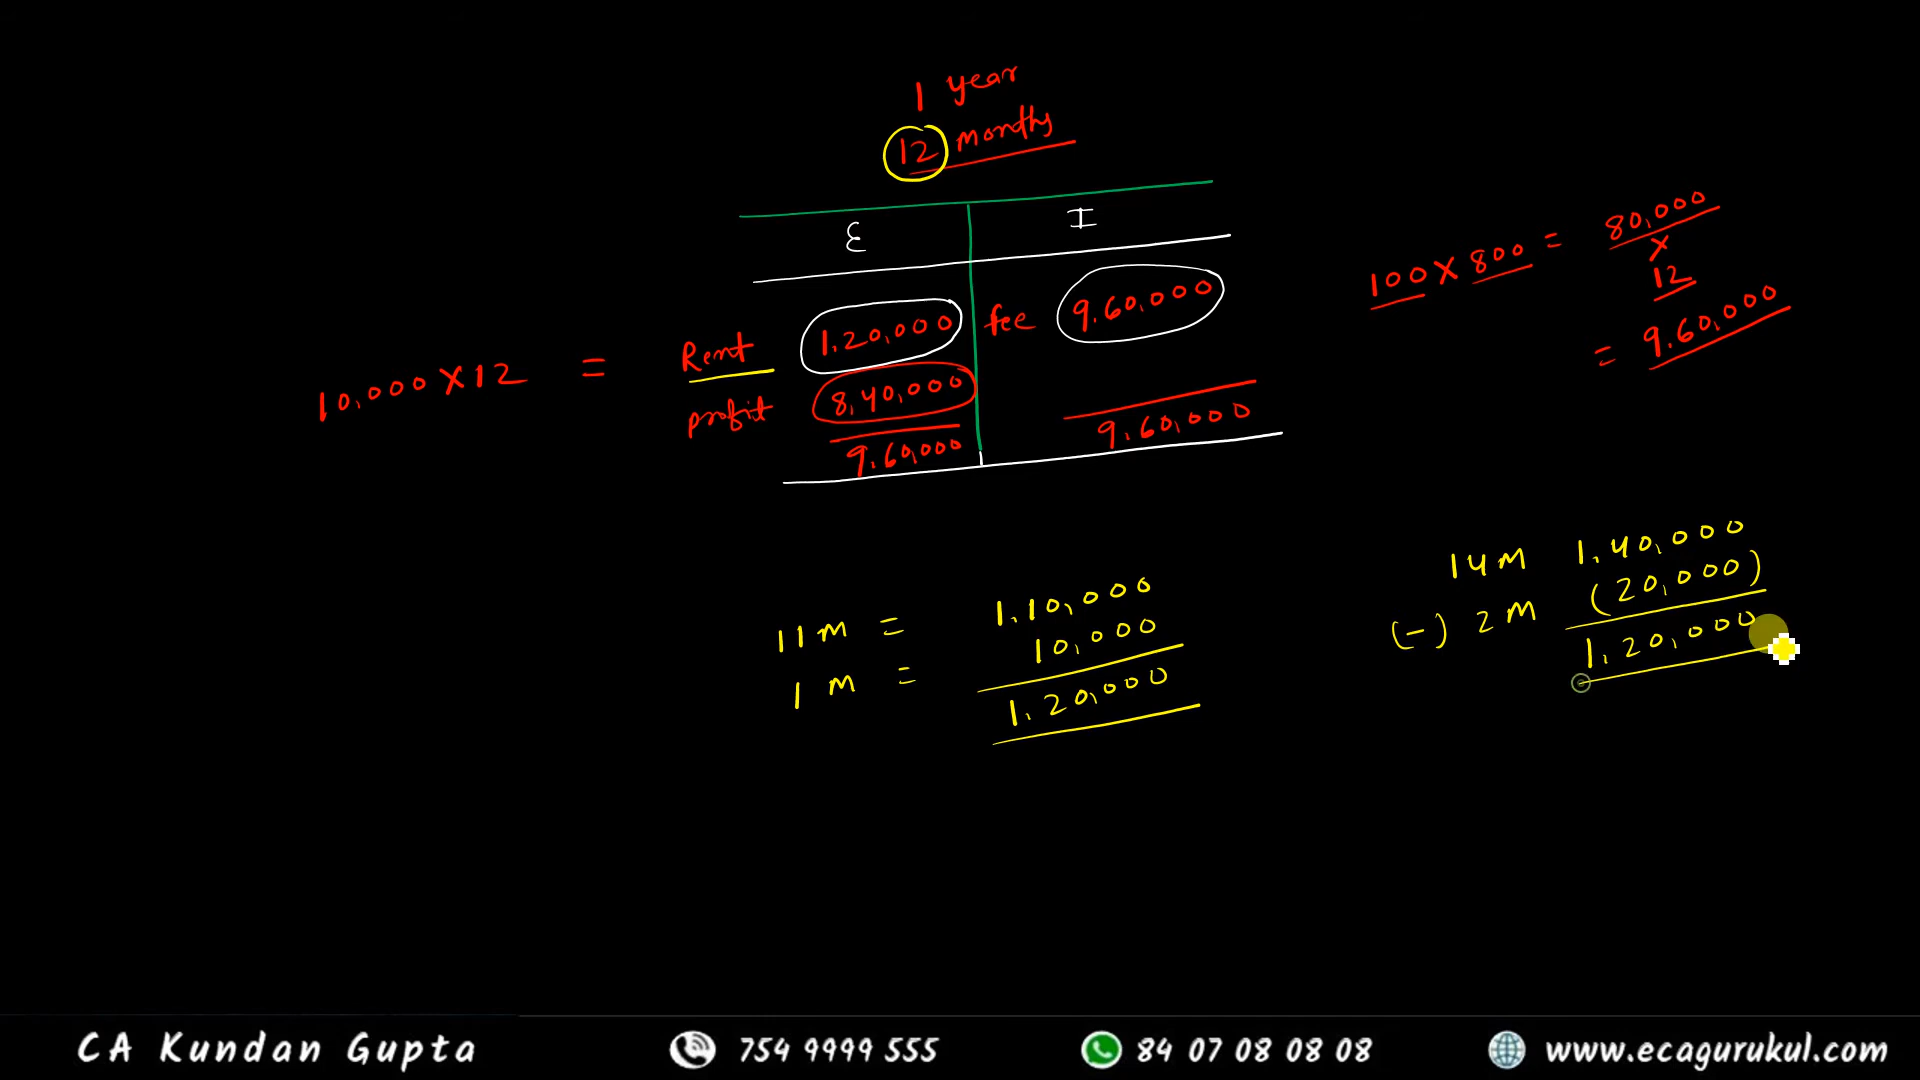 1 year
12 months
E I
10,000 X 12 = Rent 1,20,000 fee 9,60,000
profit 8,40,000
9,60,000 9,60,000
100 X 800 = 80,000
X
12
= 9,60,000
11 M = 1,10,000
1 M = 10,000
1,20,000
14 M 1,40,000
(-) 2 M (20,000)
1,20,000
CA Kundan Gupta 754 9999 555 84 07 08 08 08 www.ecagurukul.com